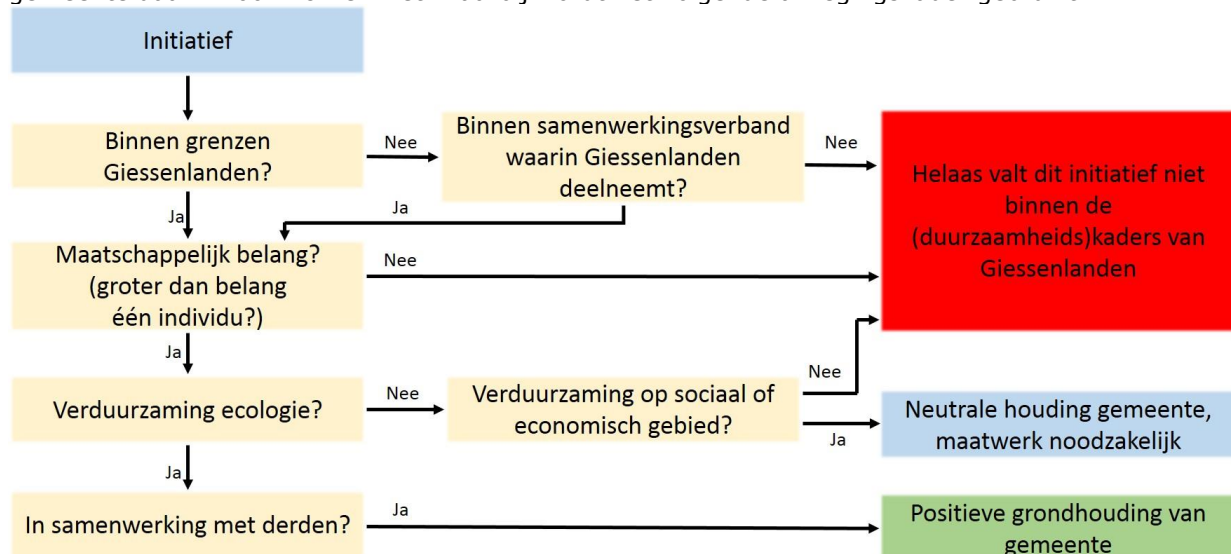 Initiatief
Binnen grenzen
Giessenlanden?
Nee
Binnen samenwerkingsverband
waarin Giessenlanden
deelneemt?
Nee
Helaas valt dit initiatief niet
binnen de
(duurzaamheids)kaders van
Giessenlanden
Ja
Ja
Maatschappelijk belang?
(groter dan belang
één individu?)
Nee
Ja
Verduurzaming ecologie?
Nee
Verduurzaming op sociaal of
economisch gebied?
Nee
Ja
Neutrale houding gemeente,
maatwerk noodzakelijk
Ja
In samenwerking met derden?
Ja
Positieve grondhouding van
gemeente